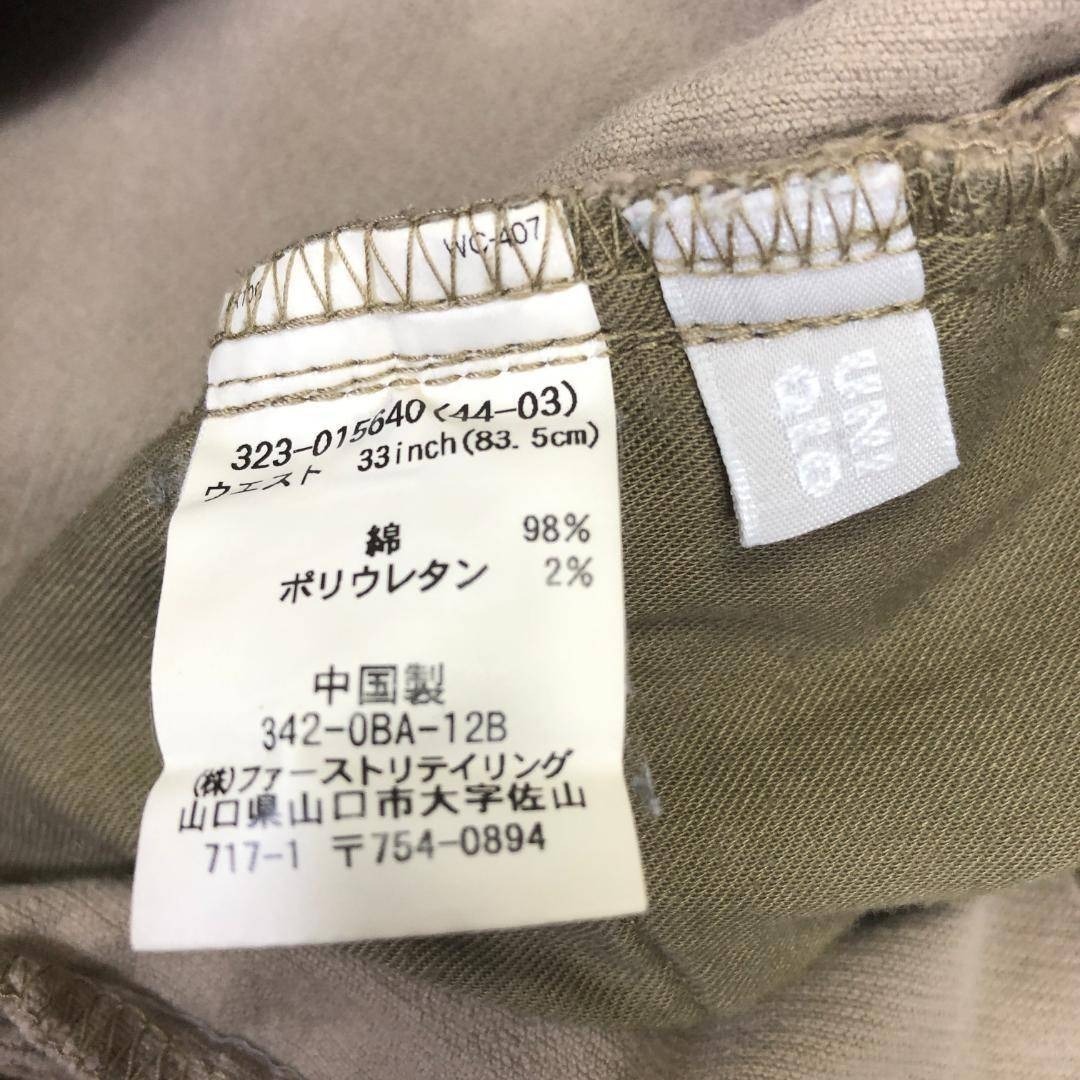 WC-407
323-015640(44-03)
ウエスト 33inch(83.5cm)
綿 98%
ポリウレタン 2%
中国製
342-0BA-12B
(株)ファーストリテイリング
山口県山口市大字佐山
717-1 〒754-0894
UNI
QLO